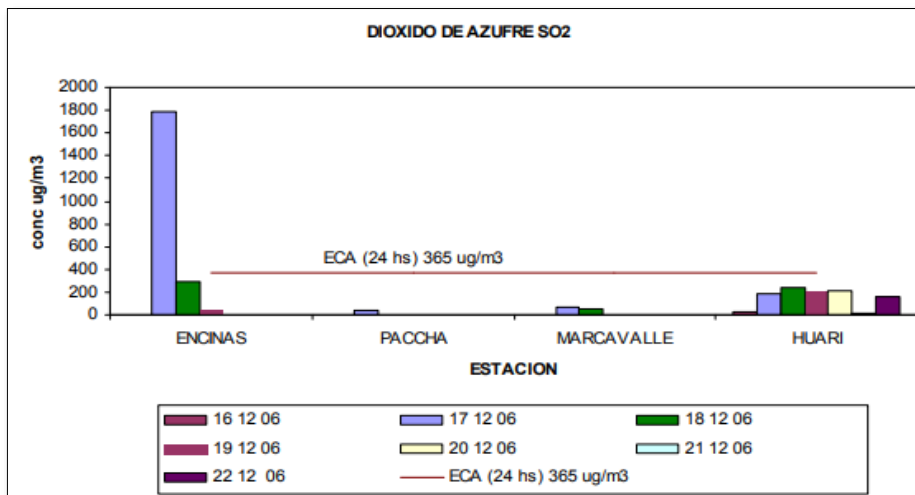 DIOXIDO DE AZUFRE SO2
2000
1800
1600
1400
1200
1000
800
600
400
200
0
conc ug/m3
ECA (24 hs) 365 ug/m3
ENCINAS PACCHA MARCAVALLE HUARI
ESTACION
16 12 06 17 12 06 18 12 06
19 12 06 20 12 06 21 12 06
22 12 06 ECA (24 hs) 365 ug/m3